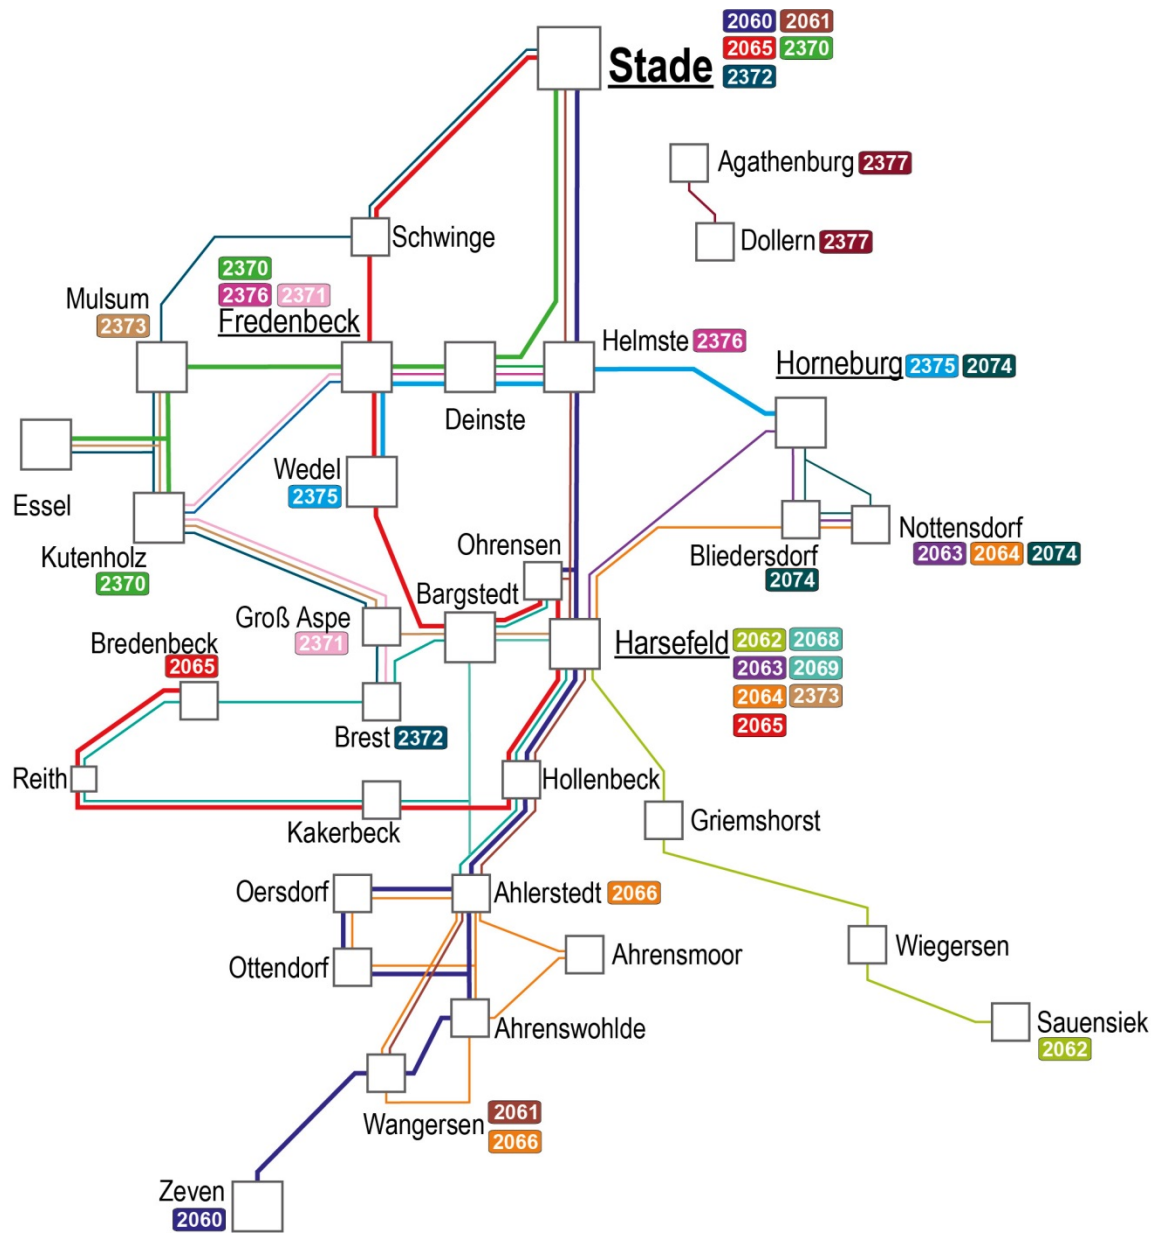 2060 2061
Stade 2065 2370
2372
Agathenburg 2377
Dollern 2377
Schwinge
2370
2376 2371
Fredenbeck
Mulsum
2373
Helmste 2376
Horneburg 2375 2074
Deinste
Essel
Wedel
2375
Kutenholz
2370
Ohrensen
Nottensdorf
2063 2064 2074
Bliedersdorf
2074
Bargstedt
Groß Aspe
2371
Bredenbeck
2065
Harsefeld 2062 2068
2063 2069
2064 2373
2065
Brest 2372
Reith
Hollenbeck
Kakerbeck
Griemshorst
Oersdorf
Ahlerstedt 2066
Wiegersen
Ahrensmoor
Ottendorf
Ahrenswohlde
Sauensiek
2062
Wangersen 2061
2066
Zeven
2060